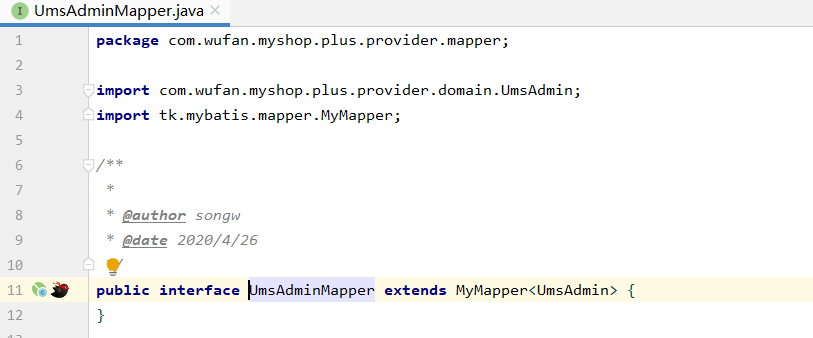 UmsAdminMapper.java
1 package com.wufan.myshop.plus.provider.mapper;
2
3 import com.wufan.myshop.plus.provider.domain.UmsAdmin;
4 import tk.mybatis.mapper.MyMapper;
5
6 /**
7 *
8 * @author songw
9 * @date 2020/4/26
10 /
11 public interface UmsAdminMapper extends MyMapper<UmsAdmin> {
12 }